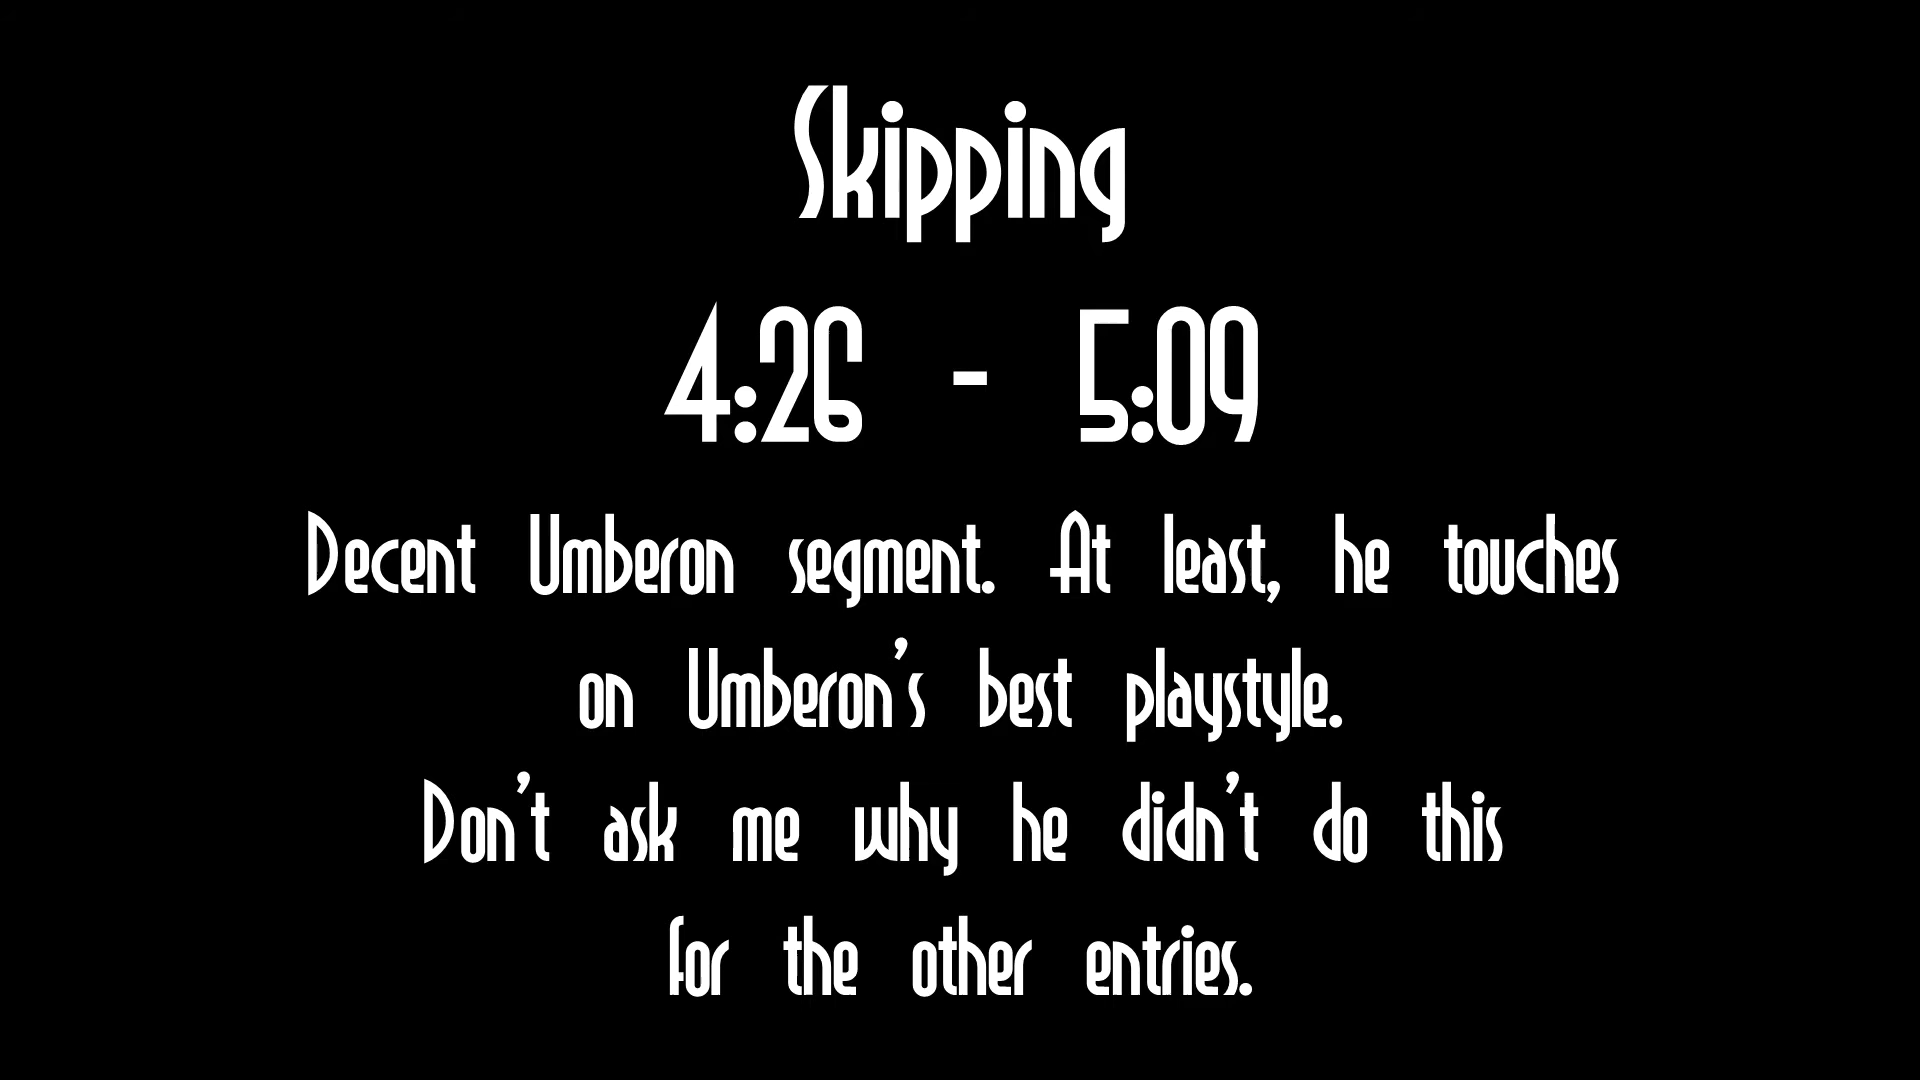 Skipping
4:26 - 5:09
Decent Umberon segment. At least, he touches
on Umberon's best playstyle.
Don't ask me why he didn't do this
for the other entries.